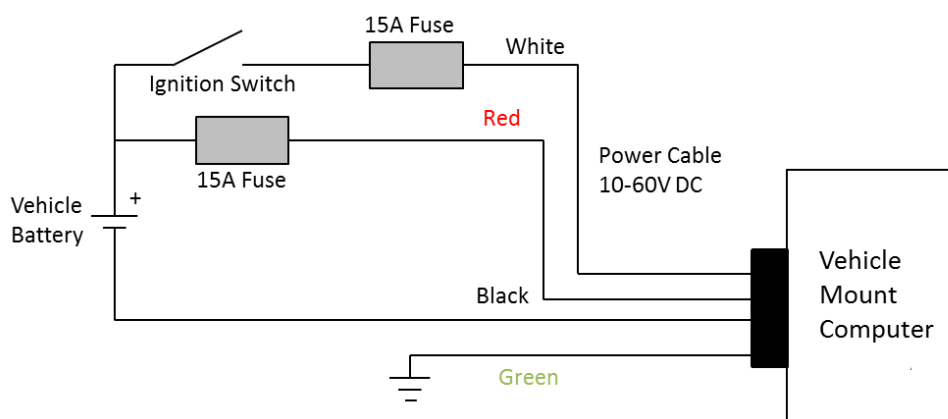 15A Fuse
White
Ignition Switch
Red
15A Fuse
Power Cable
10-60V DC
Vehicle
Battery
+
Vehicle
Mount
Computer
Black
Green